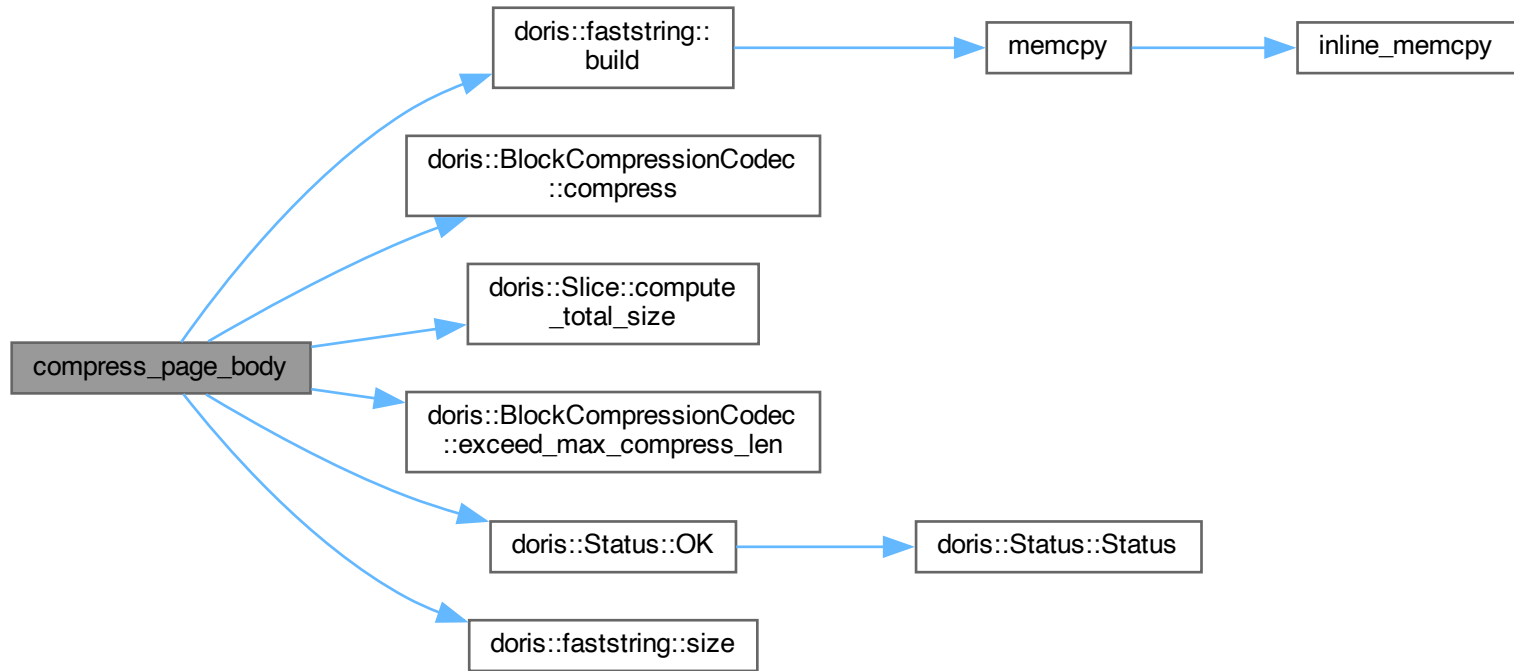 doris::faststring::
build
memcpy
inline_memcpy
doris::BlockCompressionCodec
::compress
doris::Slice::compute
_total_size
compress_page_body
doris::BlockCompressionCodec
::exceed_max_compress_len
doris::Status::OK
doris::Status::Status
doris::faststring::size